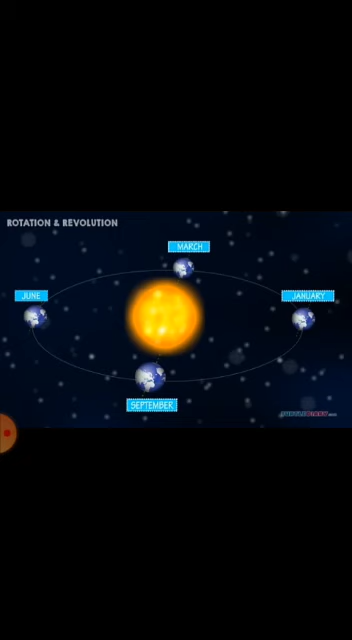 ROTATION & REVOLUTION
MARCH
JUNE
JANUARY
SEPTEMBER